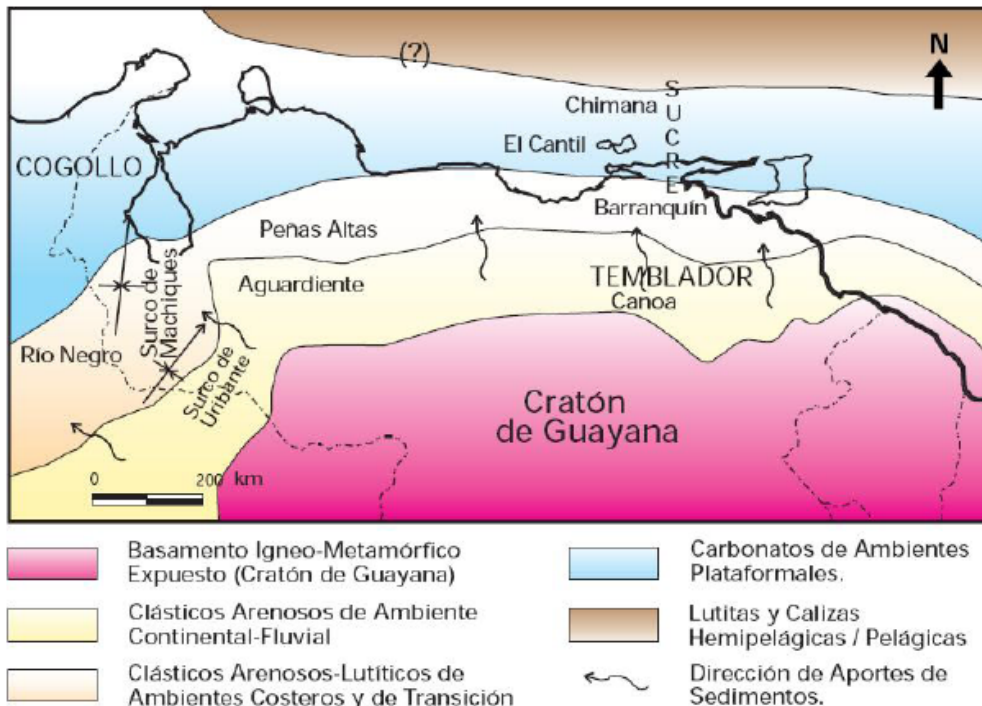 N
(?)
SUCRE
Chimana
El Cantil
COGOLLO
Barranquín
Peñas Altas
TEMBLADOR
Canoa
Aguardiente
Surco de
Machiques
Río Negro
Surco de
Uribante
Cratón
de Guayana
0 200 km
Basamento Igneo-Metamórfico
Expuesto (Cratón de Guayana)
Clásticos Arenosos de Ambiente
Continental-Fluvial
Clásticos Arenosos-Lutíticos de
Ambientes Costeros y de Transición
Carbonatos de Ambientes
Plataformales.
Lutitas y Calizas
Hemipelágicas / Pelágicas
Dirección de Aportes de
Sedimentos.